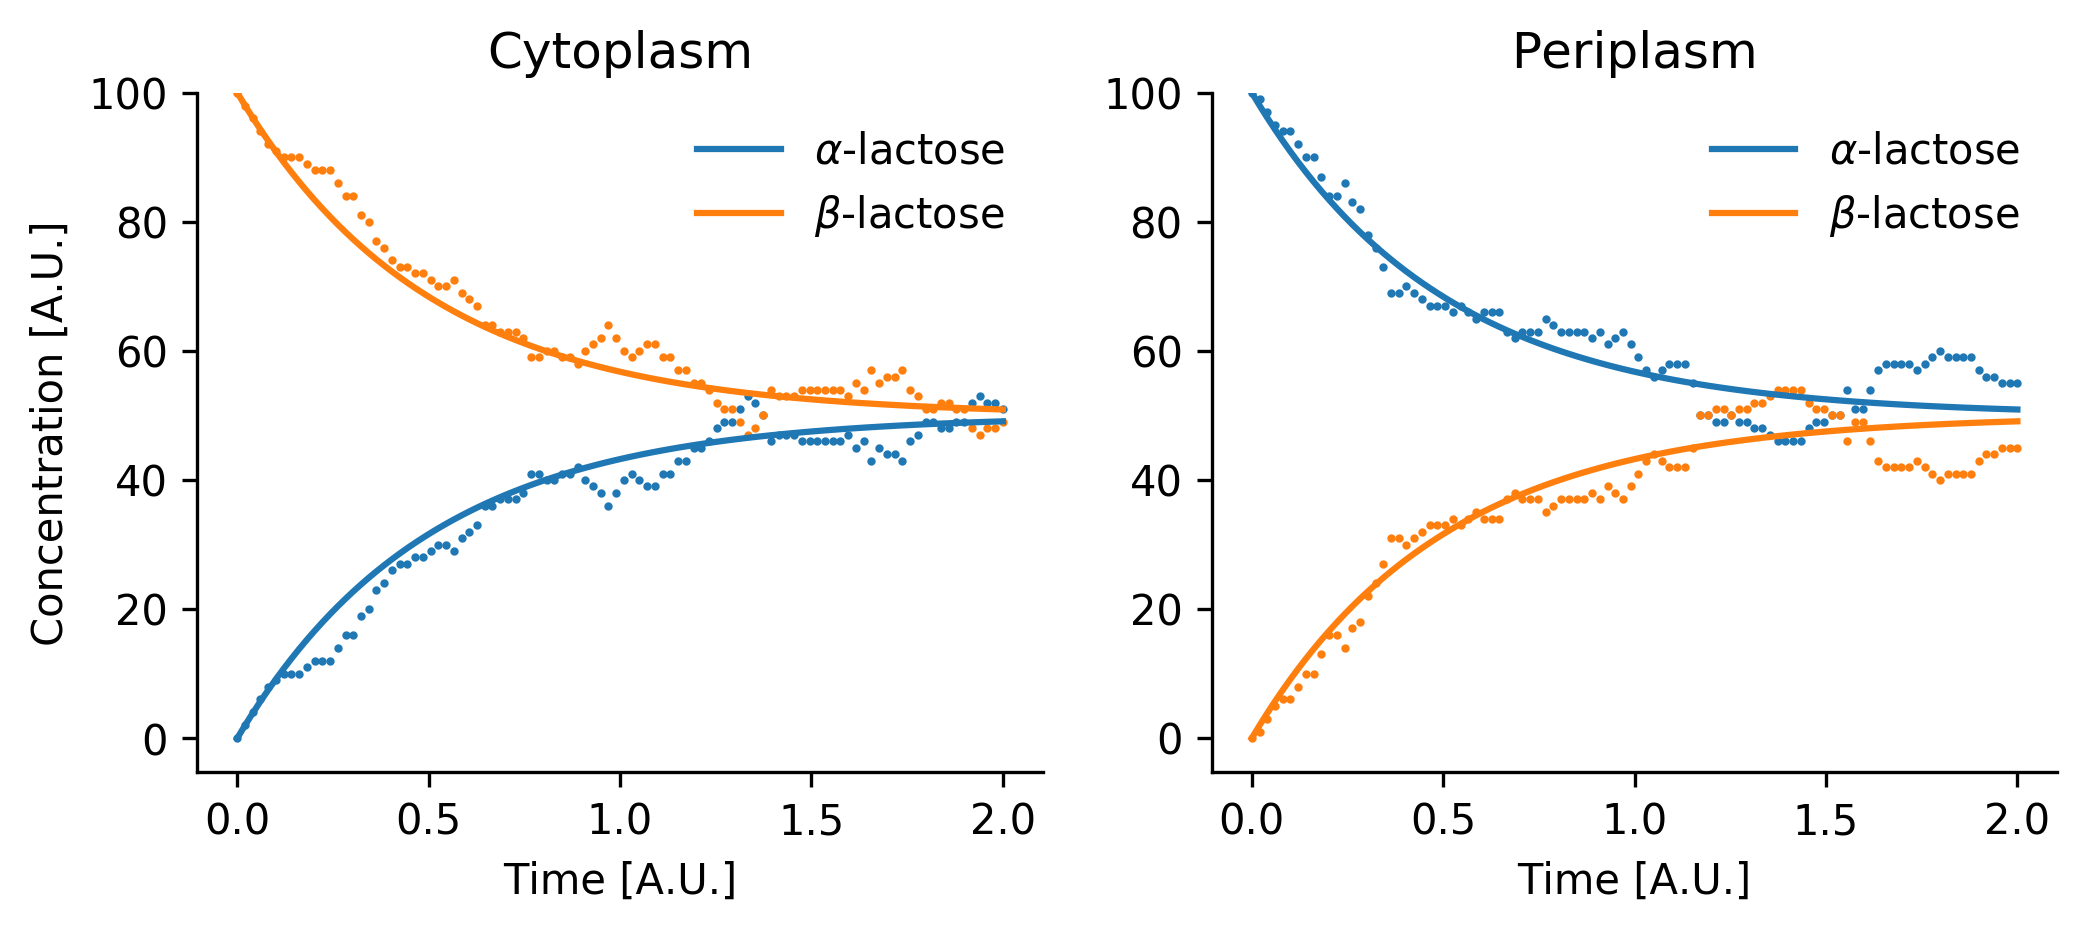 Cytoplasm
Concentration [A.U.]
100
80
60
40
20
0
α-lactose
β-lactose
0.0 0.5 1.0 1.5 2.0
Time [A.U.]
Periplasm
100
80
60
40
20
0
α-lactose
β-lactose
0.0 0.5 1.0 1.5 2.0
Time [A.U.]